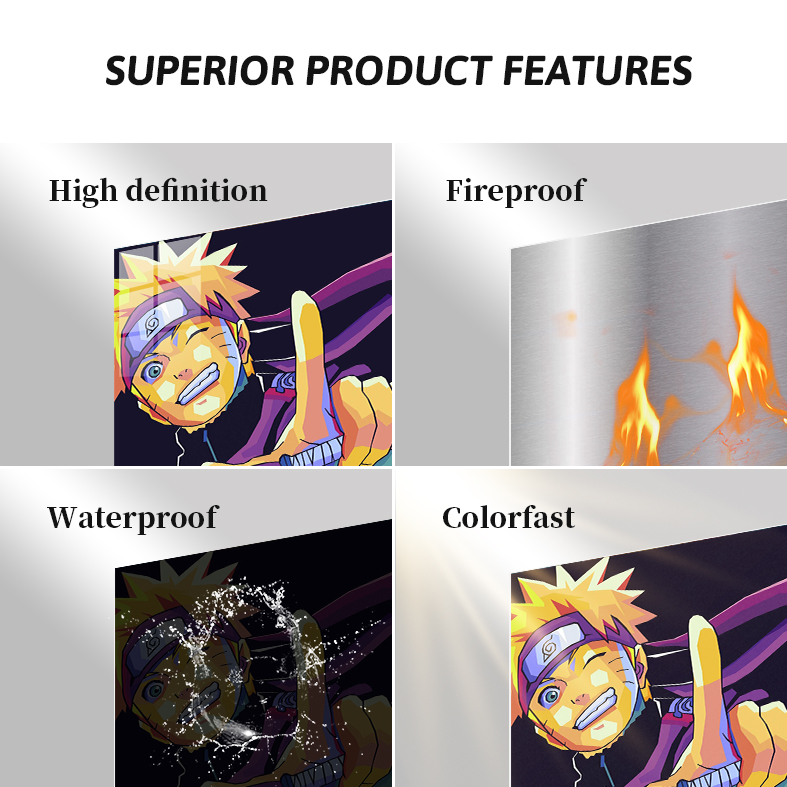 SUPERIOR PRODUCT FEATURES
High definition
Fireproof
Waterproof
Colorfast